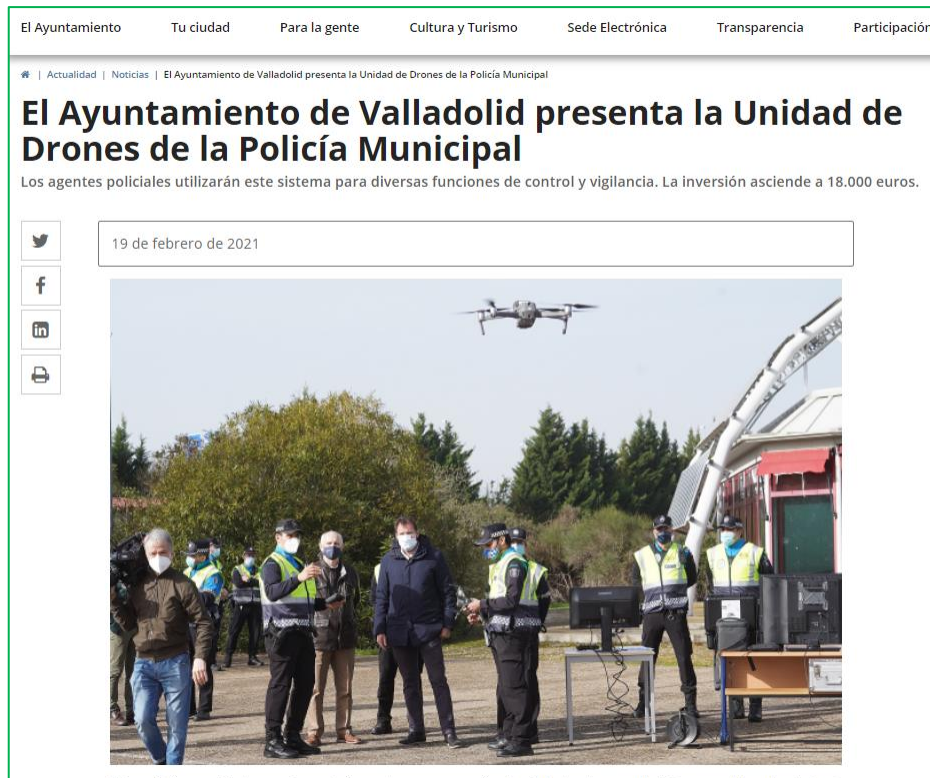 El Ayuntamiento Tu ciudad Para la gente Cultura y Turismo Sede Electrónica Transparencia Participación
| Actualidad | Noticias | El Ayuntamiento de Valladolid presenta la Unidad de Drones de la Policía Municipal
El Ayuntamiento de Valladolid presenta la Unidad de
Drones de la Policía Municipal
Los agentes policiales utilizarán este sistema para diversas funciones de control y vigilancia. La inversión asciende a 18.000 euros.
19 de febrero de 2021